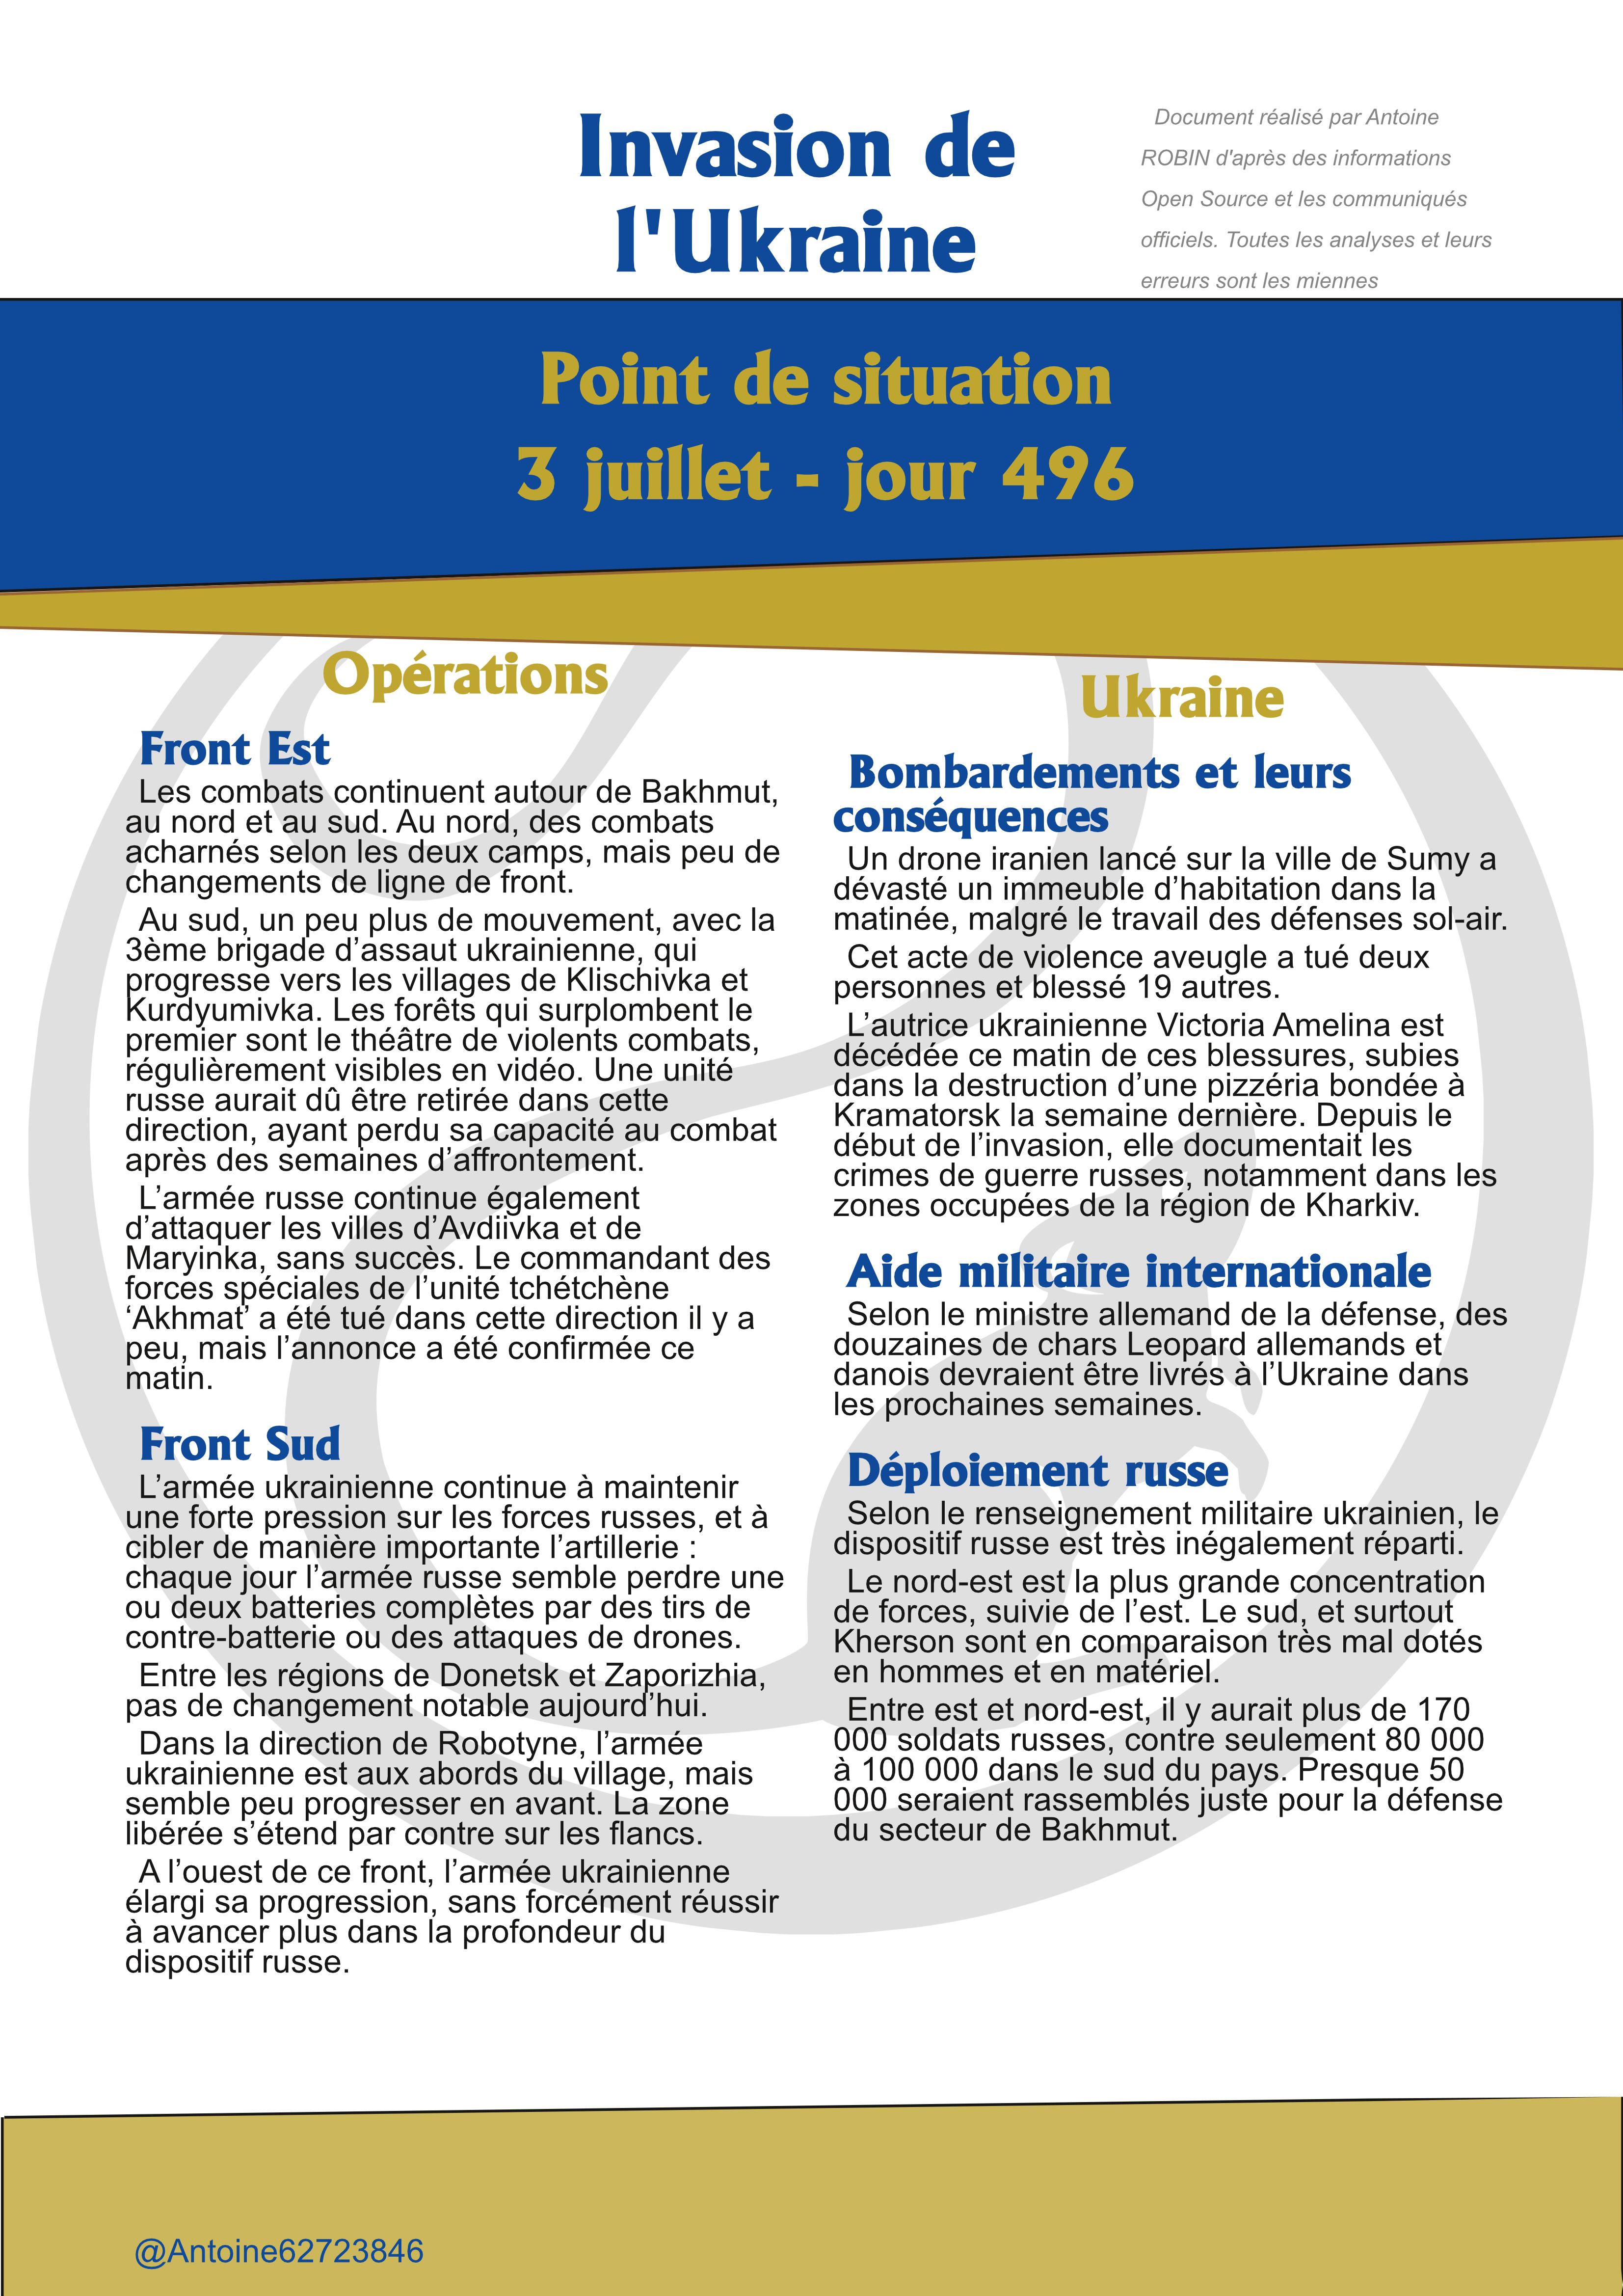 Invasion de
l'Ukraine
Document réalisé par Antoine
ROBIN d'après des informations
Open Source et les communiqués
officiels. Toutes les analyses et leurs
erreurs sont les miennes
Point de situation
3 juillet - jour 496
Opérations
Front Est
Les combats continuent autour de Bakhmut,
au nord et au sud. Au nord, des combats
acharnés selon les deux camps, mais peu de
changements de ligne de front.
Au sud, un peu plus de mouvement, avec la
3ème brigade d’assaut ukrainienne, qui
progresse vers les villages de Klischivka et
Kurdyumivka. Les forêts qui surplombent le
premier sont le théâtre de violents combats,
régulièrement visibles en vidéo. Une unité
russe aurait dû être retirée dans cette
direction, ayant perdu sa capacité au combat
après des semaines d’affrontement.
L’armée russe continue également
d’attaquer les villes d’Avdiivka et de
Maryinka, sans succès. Le commandant des
forces spéciales de l’unité tchétchène
‘Akhmat’ a été tué dans cette direction il y a
peu, mais l’annonce a été confirmée ce
matin.
Front Sud
L’armée ukrainienne continue à maintenir
une forte pression sur les forces russes, et à
cibler de manière importante l’artillerie :
chaque jour l’armée russe semble perdre une
ou deux batteries complètes par des tirs de
contre-batterie ou des attaques de drones.
Entre les régions de Donetsk et Zaporizhia,
pas de changement notable aujourd’hui.
Dans la direction de Robotyne, l’armée
ukrainienne est aux abords du village, mais
semble peu progresser en avant. La zone
libérée s’étend par contre sur les flancs.
A l’ouest de ce front, l’armée ukrainienne
élargi sa progression, sans forcément réussir
à avancer plus dans la profondeur du
dispositif russe.
Ukraine
Bombardements et leurs
conséquences
Un drone iranien lancé sur la ville de Sumy a
dévasté un immeuble d’habitation dans la
matinée, malgré le travail des défenses sol-air.
Cet acte de violence aveugle a tué deux
personnes et blessé 19 autres.
L’autrice ukrainienne Victoria Amelina est
décédée ce matin de ces blessures, subies
dans la destruction d’une pizzéria bondée à
Kramatorsk la semaine dernière. Depuis le
début de l’invasion, elle documentait les
crimes de guerre russes, notamment dans les
zones occupées de la région de Kharkiv.
Aide militaire internationale
Selon le ministre allemand de la défense, des
douzaines de chars Leopard allemands et
danois devraient être livrés à l’Ukraine dans
les prochaines semaines.
Déploiement russe
Selon le renseignement militaire ukrainien, le
dispositif russe est très inégalement réparti.
Le nord-est est la plus grande concentration
de forces, suivie de l’est. Le sud, et surtout
Kherson sont en comparaison très mal dotés
en hommes et en matériel.
Entre est et nord-est, il y aurait plus de 170
000 soldats russes, contre seulement 80 000
à 100 000 dans le sud du pays. Presque 50
000 seraient rassemblés juste pour la défense
du secteur de Bakhmut.
@Antoine62723846